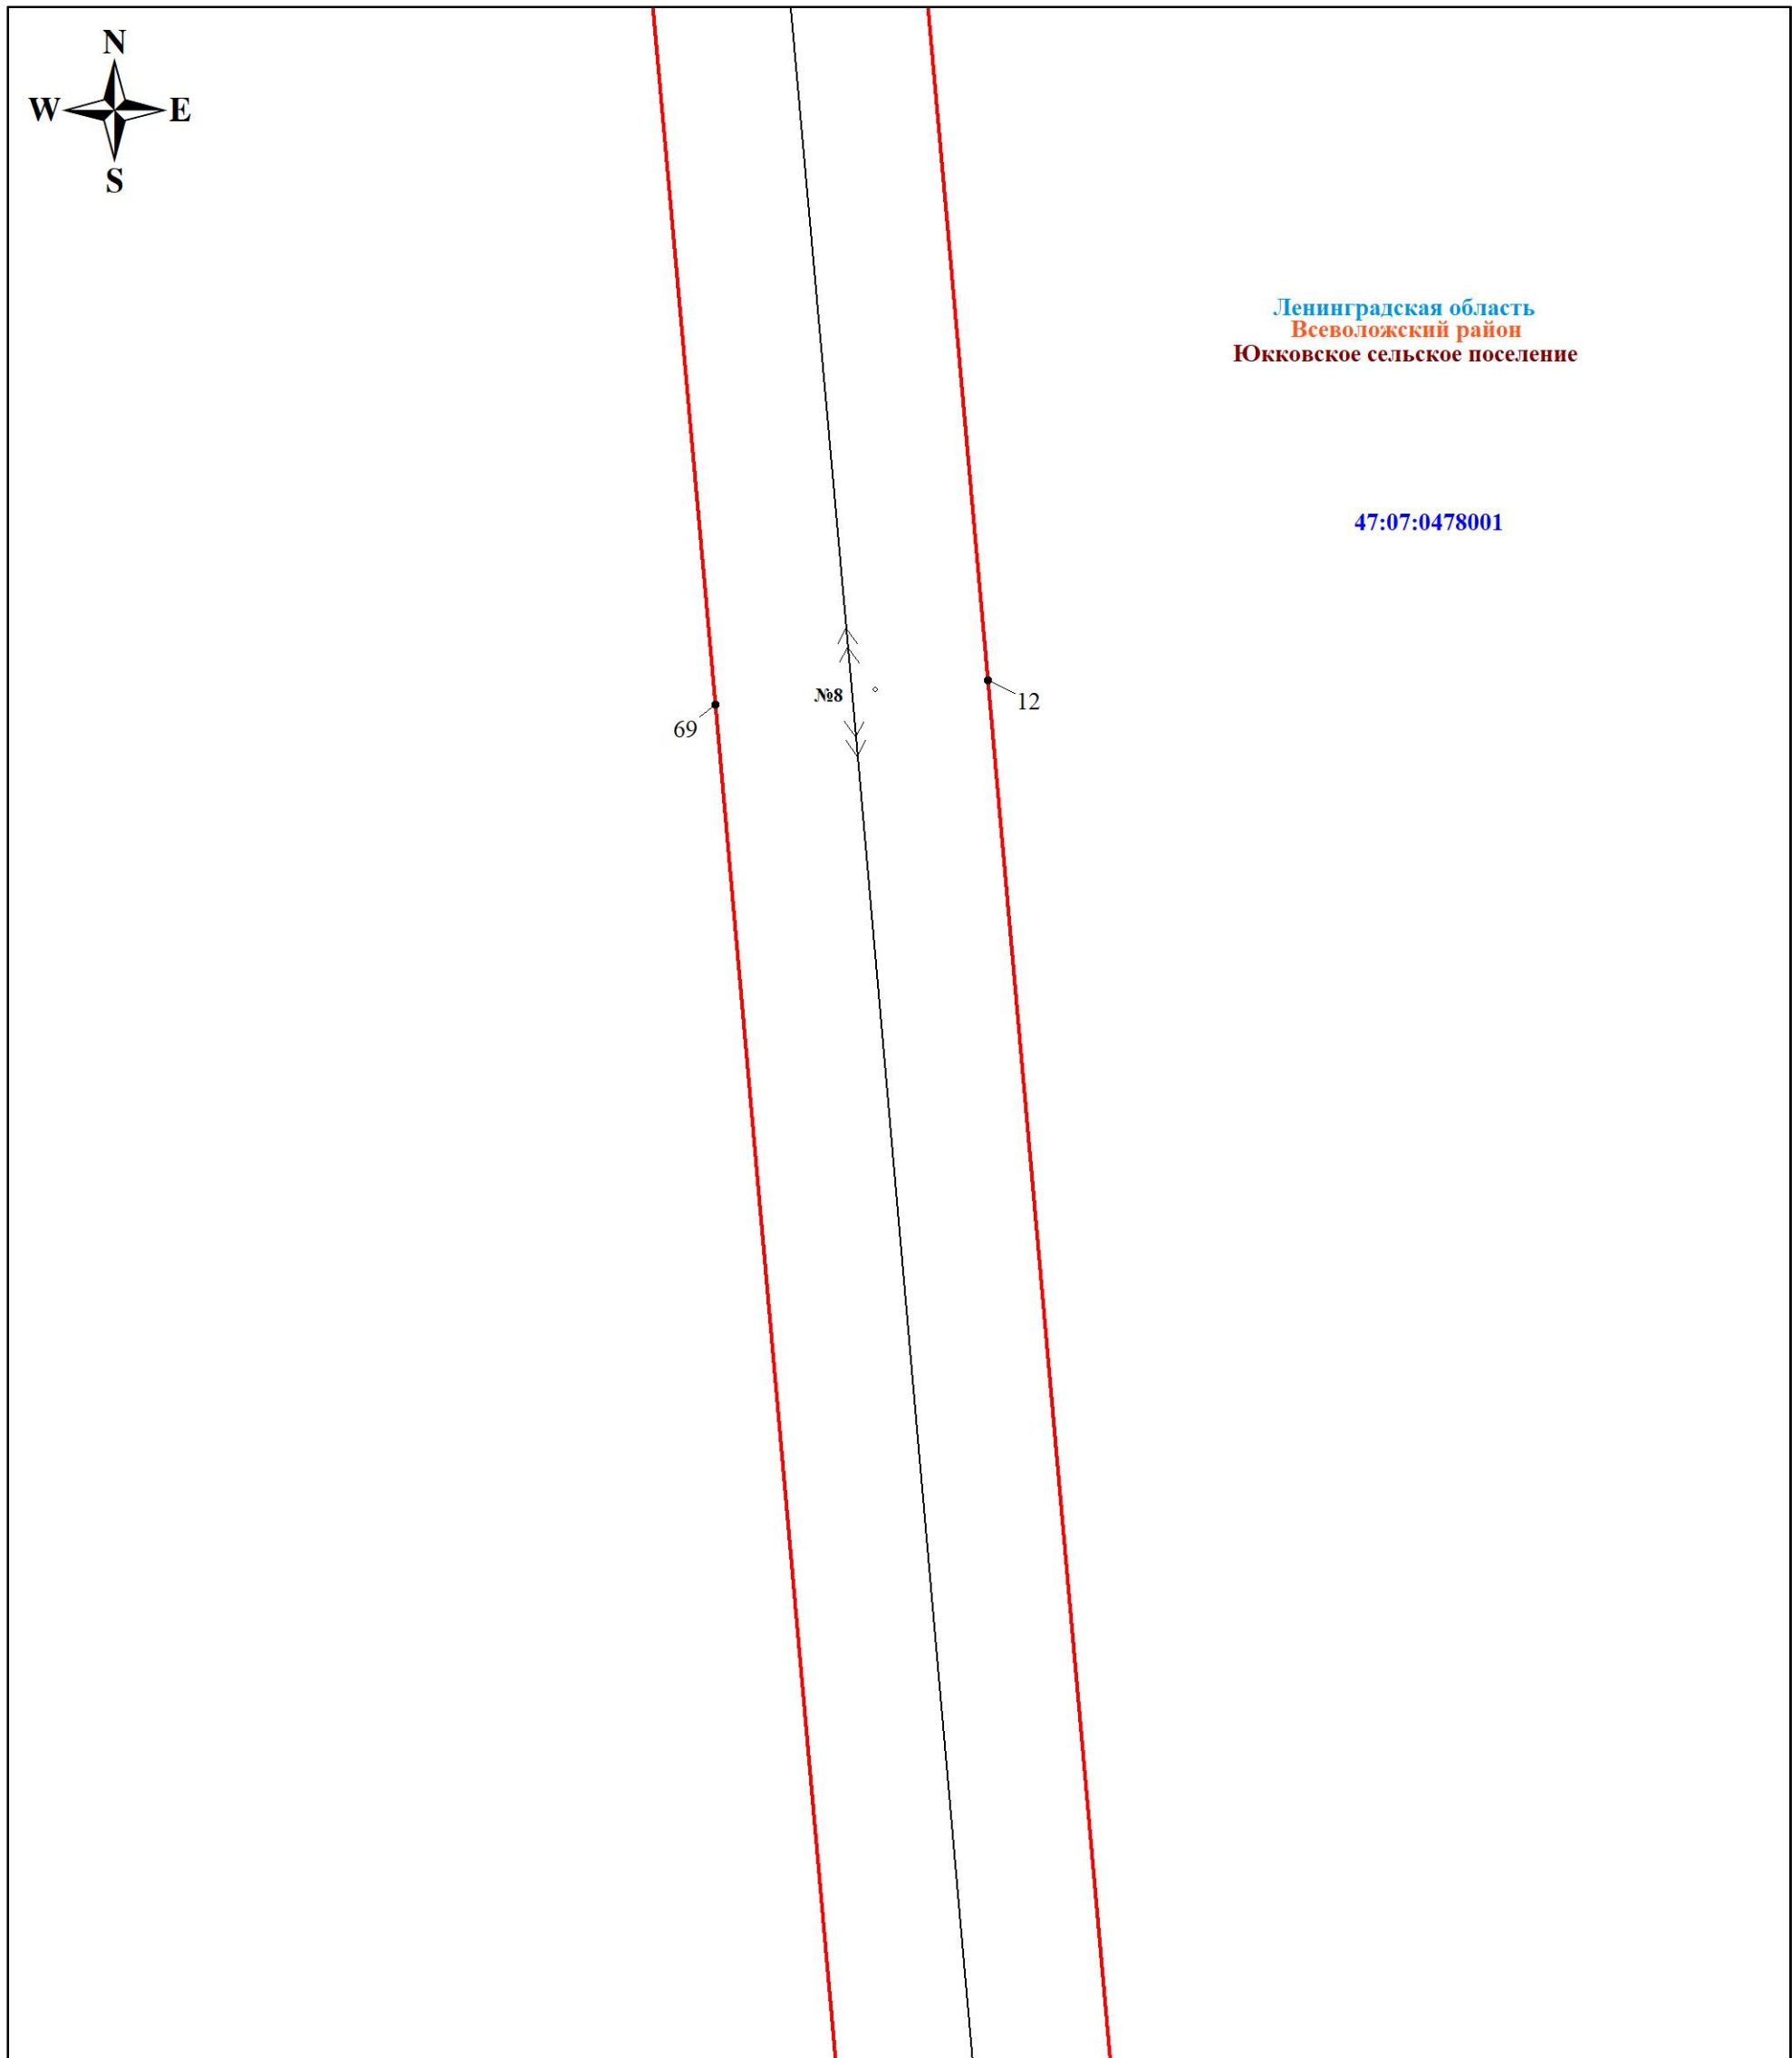 N
W E
S
Ленинградская область
Всеволожский район
Юкковское сельское поселение
47:07:0478001
№8
12
69